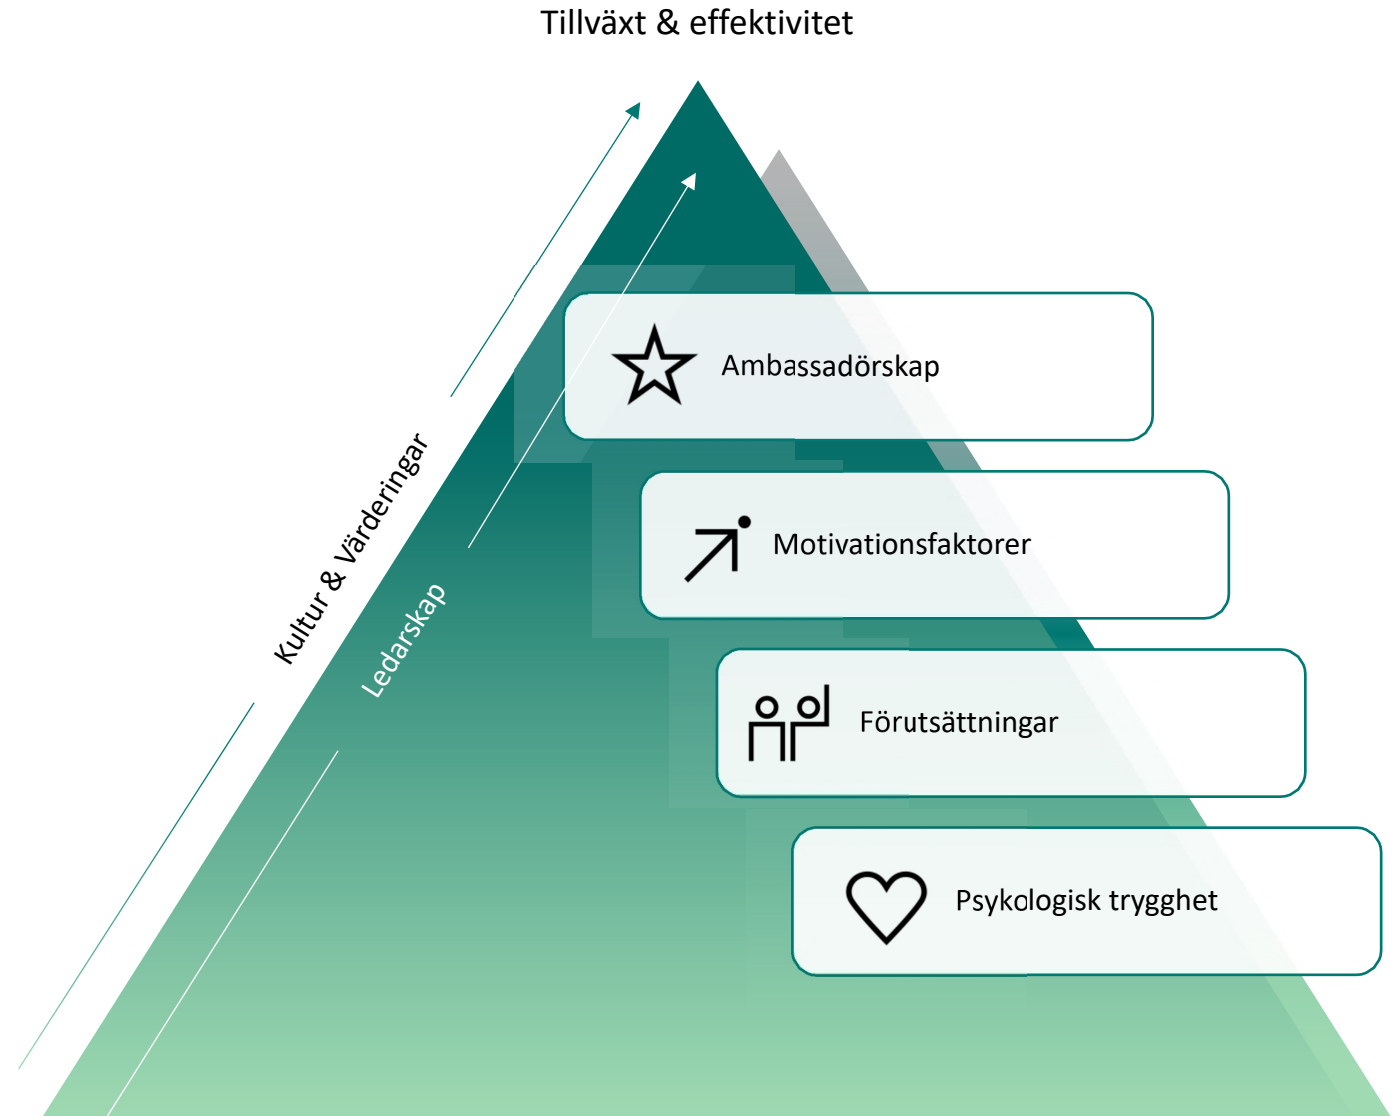 Tillväxt & effektivitet
Ambassadörskap
Motivationsfaktorer
Kultur & Värderingar
Ledarskap
Förutsättningar
Psykologisk trygghet